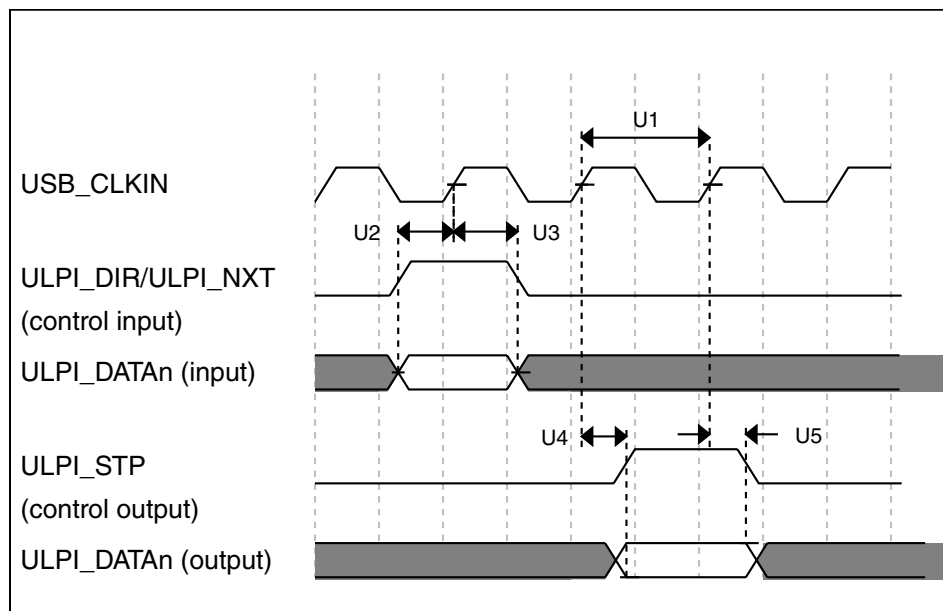 U1
USB_CLKIN
U2
U3
ULPI_DIR/ULPI_NXT
(control input)
ULPI_DATAn (input)
U4
U5
ULPI_STP
(control output)
ULPI_DATAn (output)